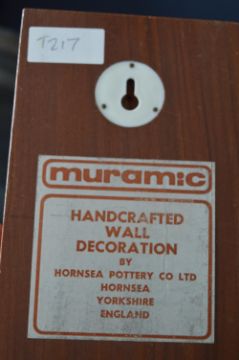 T217
muramic
HANDCRAFTED
WALL
DECORATION
BY
HORNSEA POTTERY CO LTD
HORNSEA
YORKSHIRE
ENGLAND